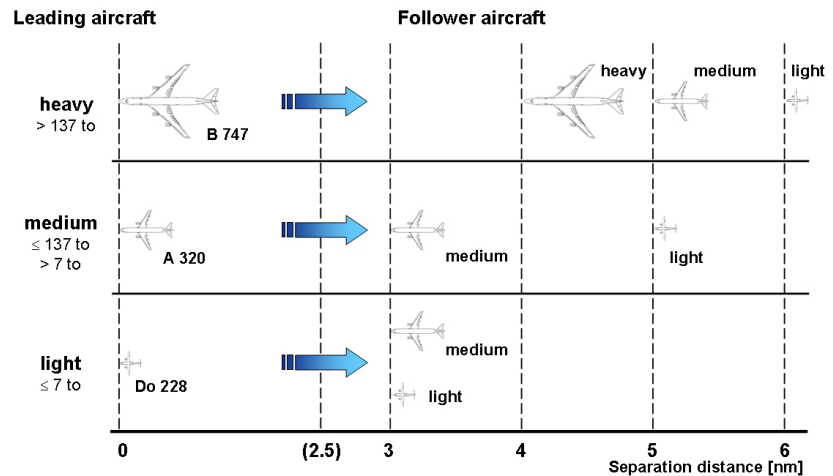 Leading aircraft
Follower aircraft
heavy
> 137 to
B 747
heavy
medium
light
medium
≤ 137 to
> 7 to
A 320
medium
light
light
≤ 7 to
Do 228
medium
light
0 (2.5) 3 4 5 6
Separation distance [nm]